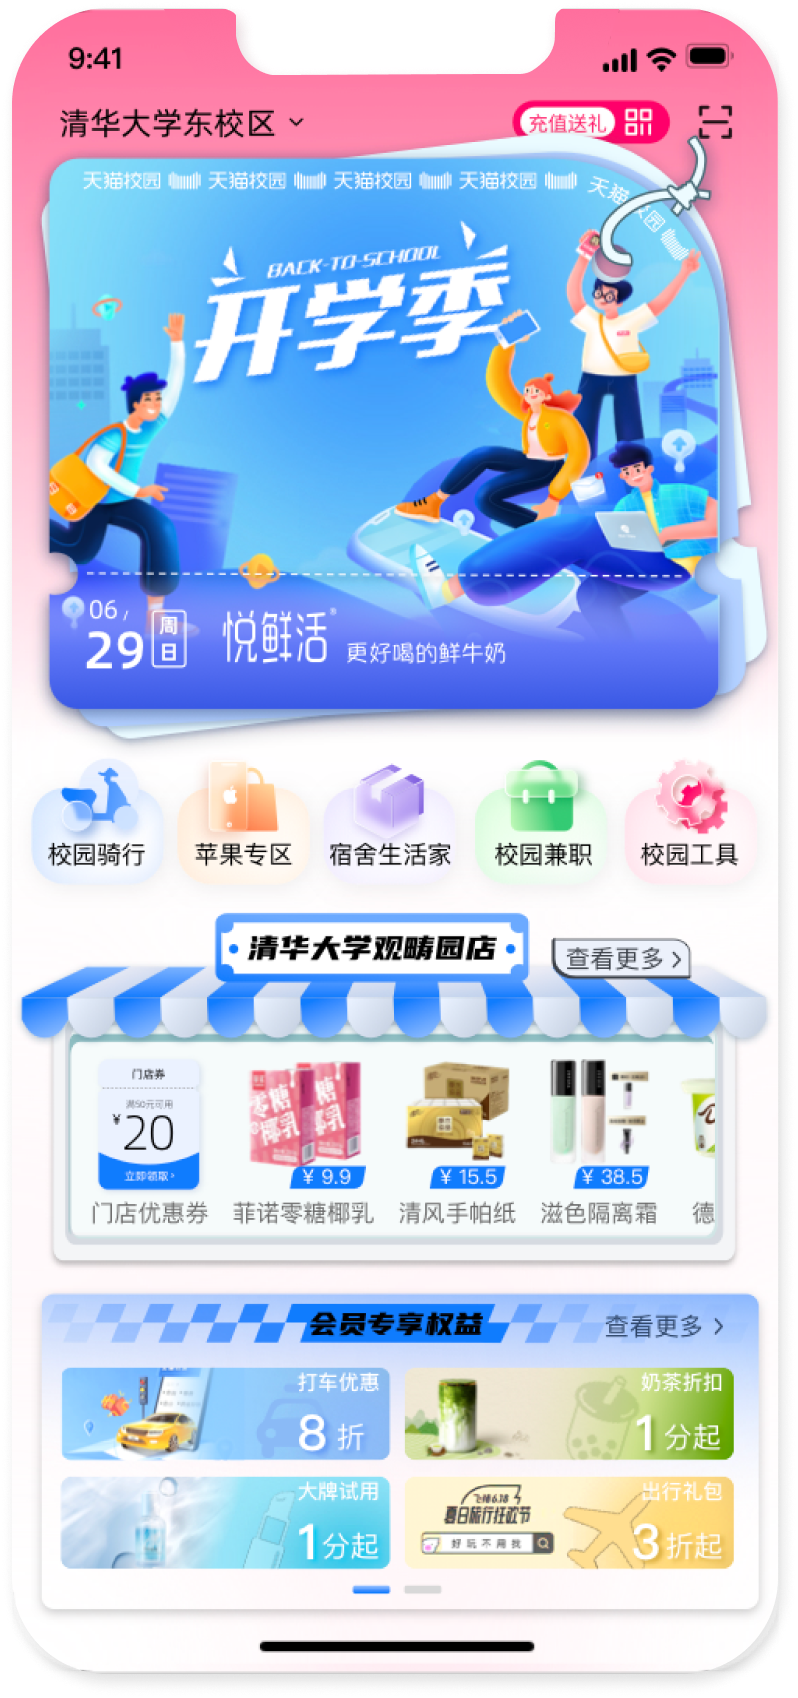 9:41
清华大学东校区
充值送礼
天猫校园 天猫校园 天猫校园 天猫校园 天猫校园
BACK-TO-SCHOOL
开学季
06 /
29
周日
悦鲜活®
更好喝的鲜牛奶
校园骑行 苹果专区 宿舍生活家 校园兼职 校园工具
清华大学观畴园店
查看更多 >
门店券
满50元可用
¥20
立即领取>
零糖椰乳
¥ 9.9 ¥ 15.5 ¥ 38.5
门店优惠券 菲诺零糖椰乳 清风手帕纸 滋色隔离霜 德
会员专享权益
查看更多 >
打车优惠
8 折
奶茶折扣
1分起
大牌试用
1分起
飞猪6.18
夏日旅行狂欢节
好玩不用我
出行礼包
3折起